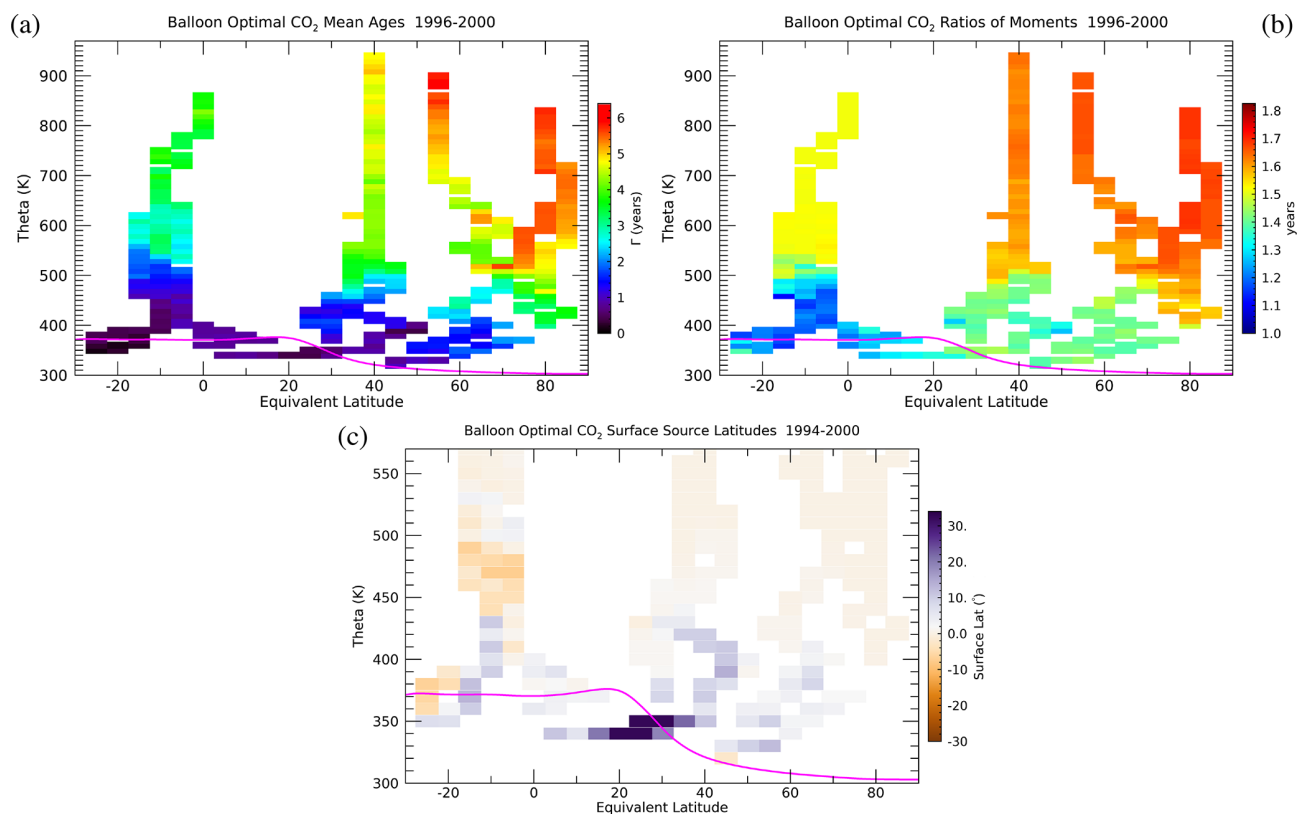 (a)
Balloon Optimal CO2 Mean Ages 1996-2000
900
800
700
600
500
400
300
Theta (K)
-20 0 20 40 60 80
Equivalent Latitude
6
5
4
3
2
1
0
Γ (years)
(b)
Balloon Optimal CO2 Ratios of Moments 1996-2000
900
800
700
600
500
400
300
Theta (K)
-20 0 20 40 60 80
Equivalent Latitude
1.8
1.7
1.6
1.5
1.4
1.3
1.2
1.1
1.0
years
(c)
Balloon Optimal CO2 Surface Source Latitudes 1994-2000
550
500
450
400
350
300
Theta (K)
-20 0 20 40 60 80
Equivalent Latitude
30.
20.
10.
0.0
-10
-20
-30
Surface Lat (°)